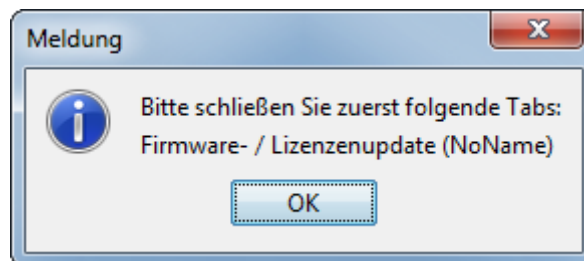 Meldung
Bitte schließen Sie zuerst folgende Tabs:
Firmware- / Lizenzenupdate (NoName)
OK